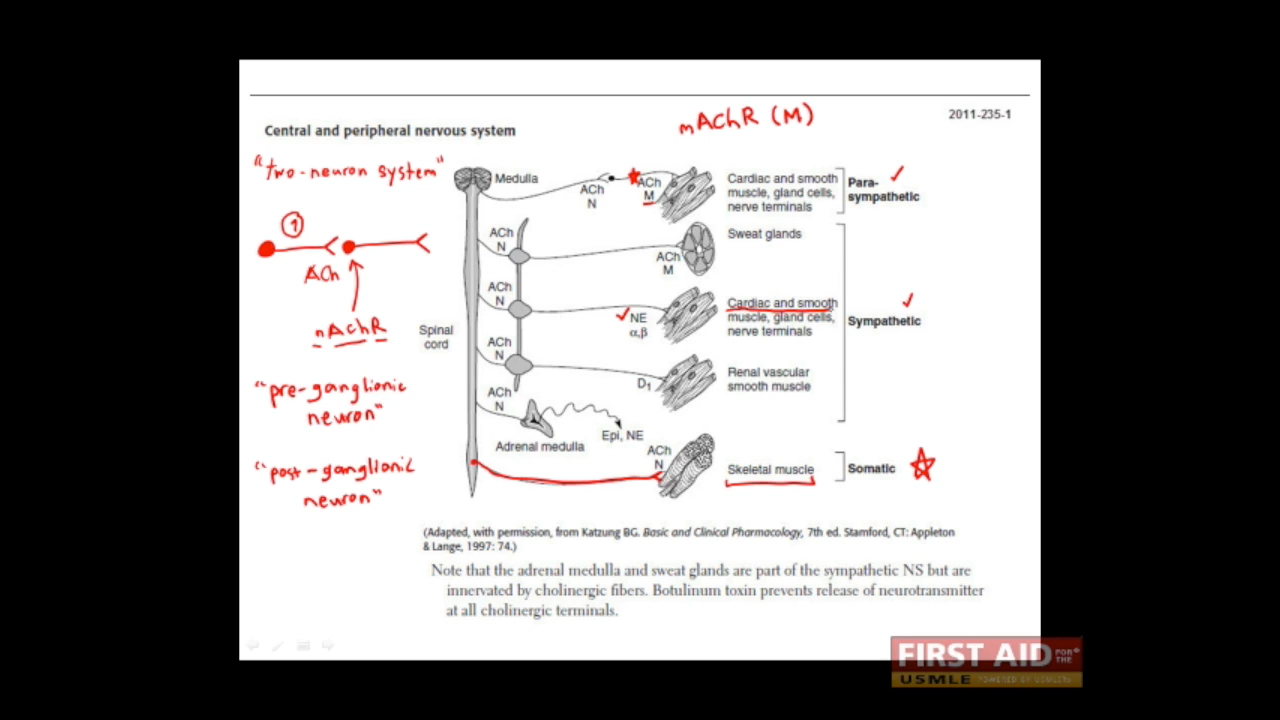 2011-235-1
mAChR (M)
Central and peripheral nervous system
"two-neuron system"
1
ACh
nAChR
"pre-ganglionic
neuron"
"post-ganglionic
neuron"
Medulla
ACh
N
ACh
M
Cardiac and smooth
muscle, gland cells,
nerve terminals
Para-
sympathetic
ACh
N
ACh
M
Sweat glands
ACh
N
NE
α,β
Cardiac and smooth
muscle, gland cells,
nerve terminals
Sympathetic
Spinal
cord
ACh
N
D1
Renal vascular
smooth muscle
ACh
N
Adrenal medulla
Epi, NE
ACh
N
Skeletal muscle
Somatic
(Adapted, with permission, from Katzung BG. Basic and Clinical Pharmacology, 7th ed. Stamford, CT: Appleton
& Lange, 1997: 74.)
Note that the adrenal medulla and sweat glands are part of the sympathetic NS but are
innervated by cholinergic fibers. Botulinum toxin prevents release of neurotransmitter
at all cholinergic terminals.
FIRST AID FOR THE
USMLE